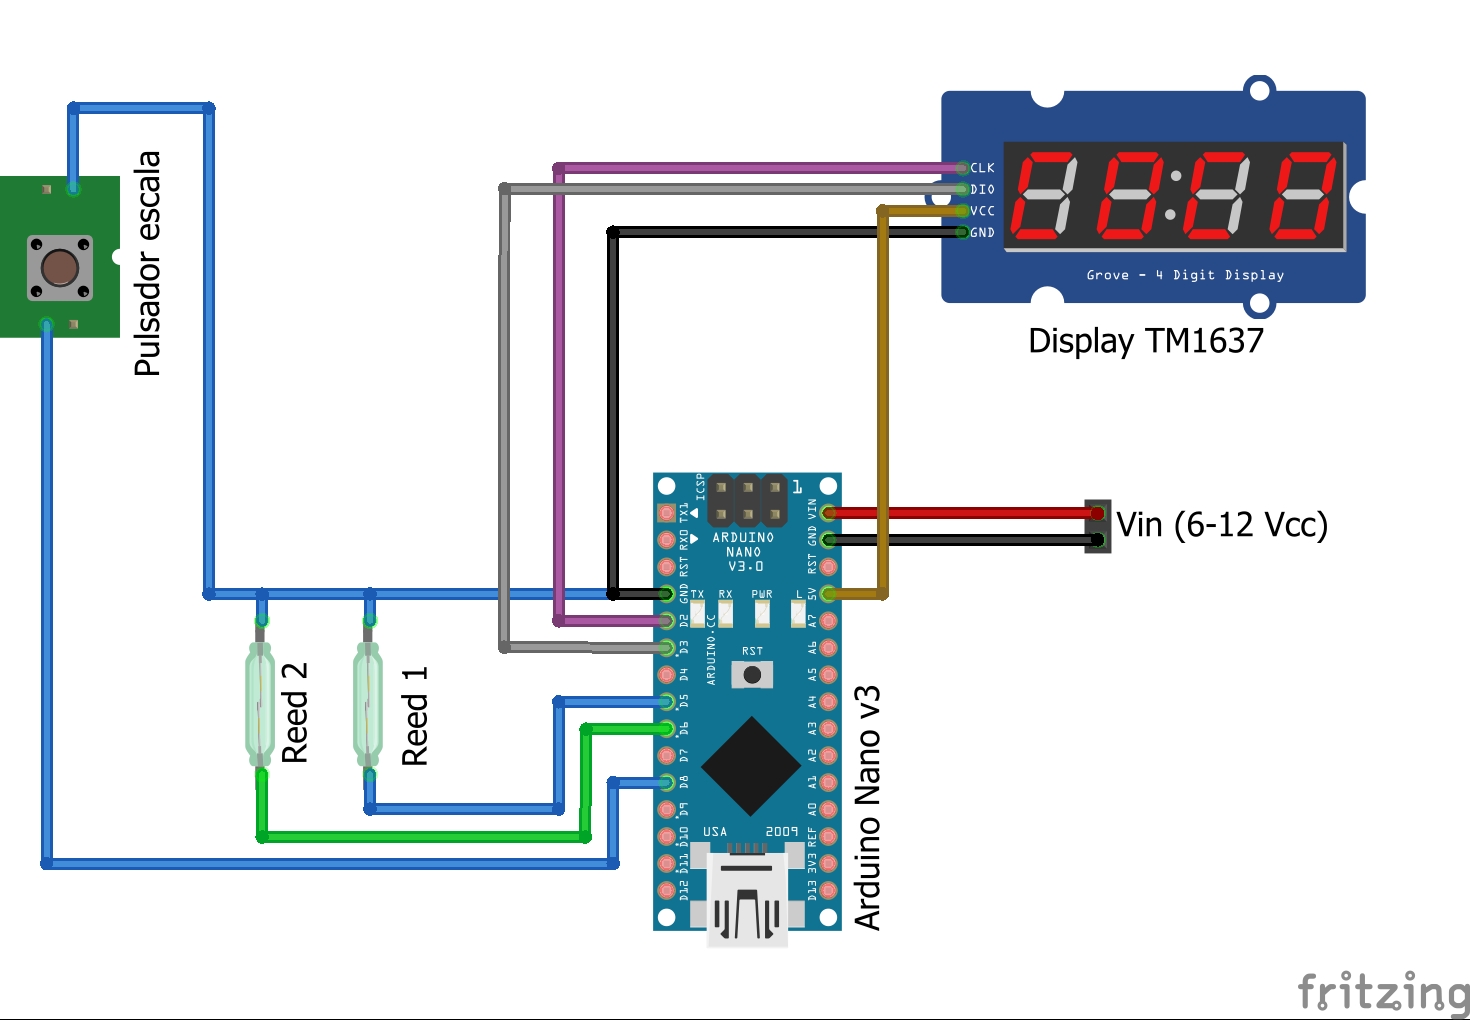 Pulsador escala
CLK
DIO
VCC
GND
Grove - 4 Digit Display
Display TM1637
Vin (6-12 Vcc)
ICSP
1
ARDUINO
NANO
V3.0
TX1
RX0
RST
GND
D2
D3
D4
D5
D6
D7
D8
D9
D10
D11
D12
VIN
GND
RST
5V
A7
A6
A5
A4
A3
A2
A1
A0
REF
3V3
D13
TX RX PWR L
ARDUINO.CC
RST
USA 2009
Reed 2
Reed 1
Arduino Nano v3
fritzing